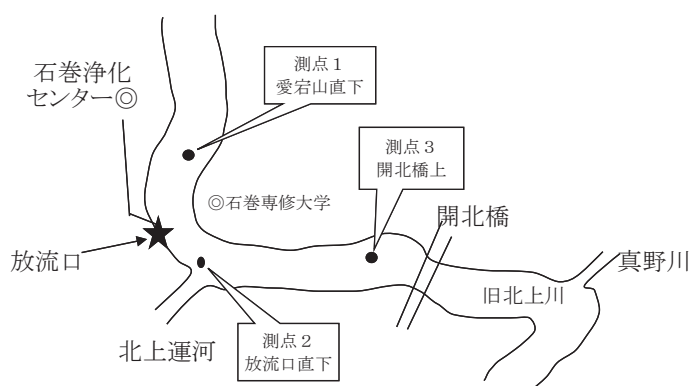 測点１
愛宕山直下
石巻浄化
センター◎
測点３
開北橋上
◎石巻専修大学
開北橋
放流口
真野川
旧北上川
測点２
放流口直下
北上運河